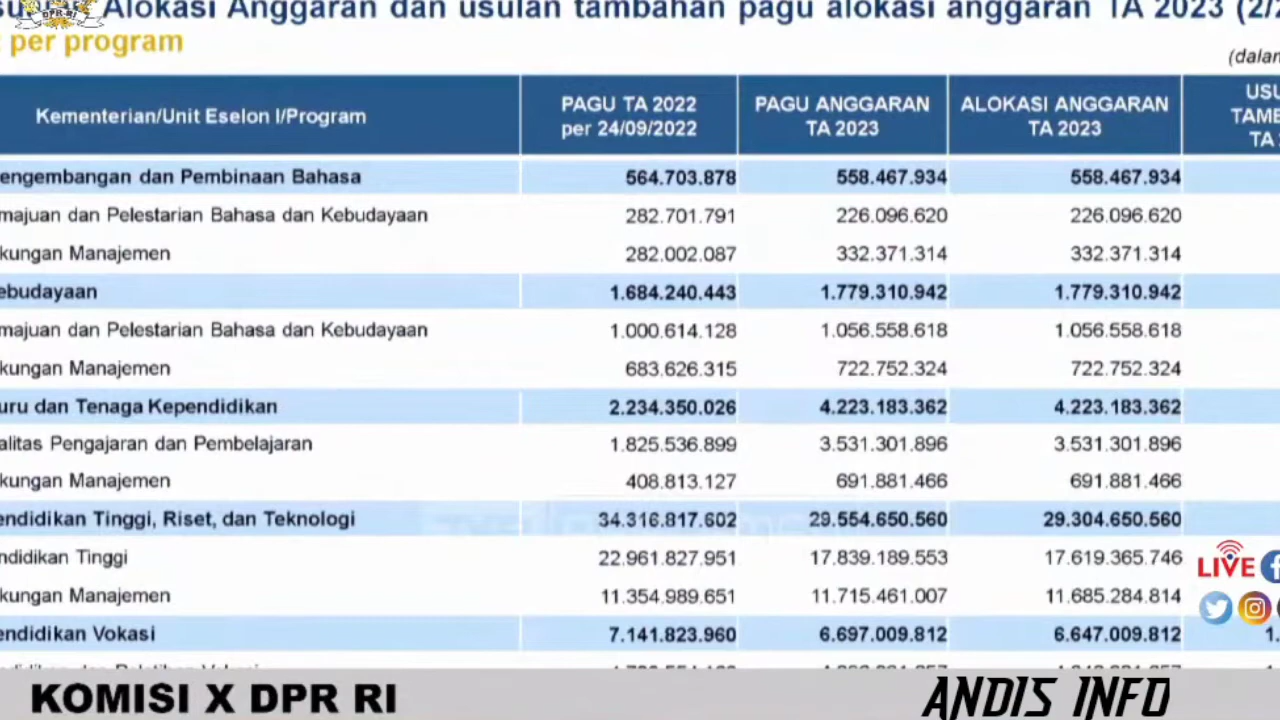 Alokasi Anggaran dan usulan tambahan pagu alokasi anggaran TA 2023 (2/2
per program
(dalam
Kementerian/Unit Eselon I/Program
PAGU TA 2022
per 24/09/2022
PAGU ANGGARAN
TA 2023
ALOKASI ANGGARAN
TA 2023
USU
TAMB
TA
engembangan dan Pembinaan Bahasa 564.703.878 558.467.934 558.467.934
majuan dan Pelestarian Bahasa dan Kebudayaan 282.701.791 226.096.620 226.096.620
kungan Manajemen 282.002.087 332.371.314 332.371.314
ebudayaan 1.684.240.443 1.779.310.942 1.779.310.942
majuan dan Pelestarian Bahasa dan Kebudayaan 1.000.614.128 1.056.558.618 1.056.558.618
kungan Manajemen 683.626.315 722.752.324 722.752.324
uru dan Tenaga Kependidikan 2.234.350.026 4.223.183.362 4.223.183.362
alitas Pengajaran dan Pembelajaran 1.825.536.899 3.531.301.896 3.531.301.896
kungan Manajemen 408.813.127 691.881.466 691.881.466
endidikan Tinggi, Riset, dan Teknologi 34.316.817.602 29.554.650.560 29.304.650.560
ndidikan Tinggi 22.961.827.951 17.839.189.553 17.619.365.746
kungan Manajemen 11.354.989.651 11.715.461.007 11.685.284.814
endidikan Vokasi 7.141.823.960 6.697.009.812 6.647.009.812 1.
LIVE
KOMISI X DPR RI
ANDIS INFO